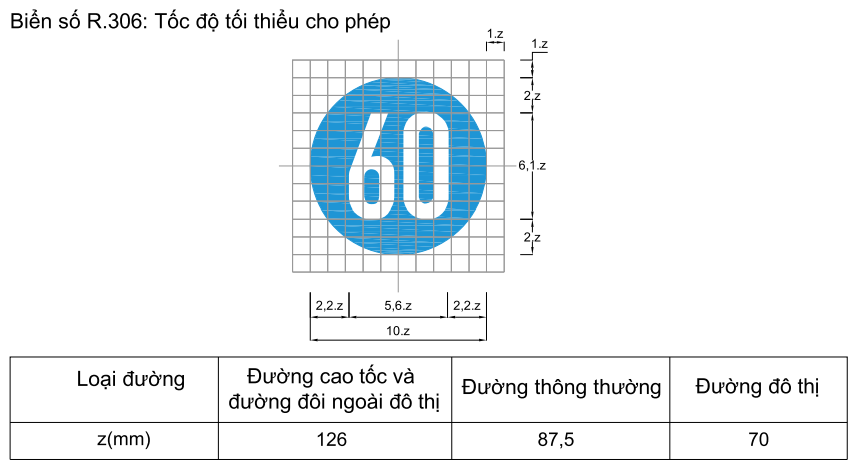 Biển số R.306: Tốc độ tối thiểu cho phép
1.z
1.z
2,z
60
6,1.z
2,z
2,2.z 5,6.z 2,2.z
10.z
Loại đường Đường cao tốc và đường đôi ngoài đô thị Đường thông thường Đường đô thị
z(mm) 126 87,5 70